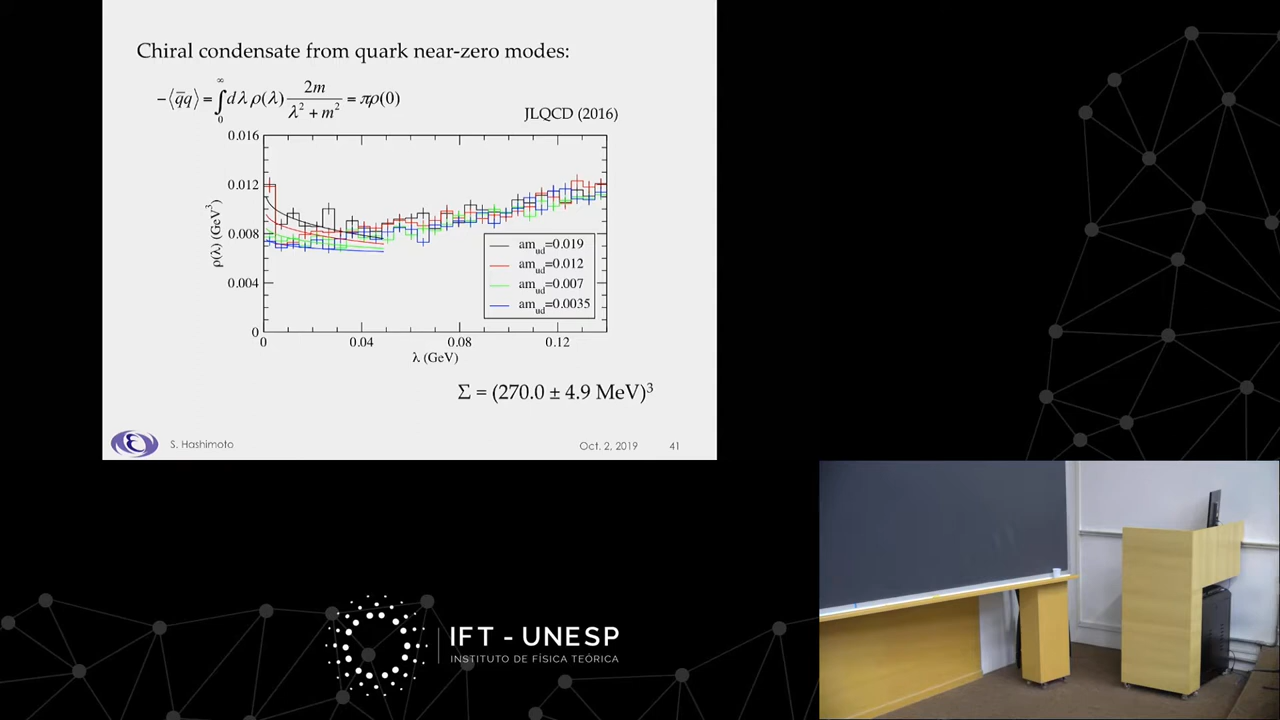 Chiral condensate from quark near-zero modes:
−⟨q̄q⟩ = ∫₀^∞ dλ ρ(λ) 2m/(λ² + m²) = πρ(0)
JLQCD (2016)
0.016
0.012
0.008
0.004
0
ρ(λ) (GeV³)
am_ud=0.019
am_ud=0.012
am_ud=0.007
am_ud=0.0035
0 0.04 0.08 0.12
λ (GeV)
Σ = (270.0 ± 4.9 MeV)³
S. Hashimoto
Oct. 2, 2019 41
IFT - UNESP
INSTITUTO DE FÍSICA TEÓRICA